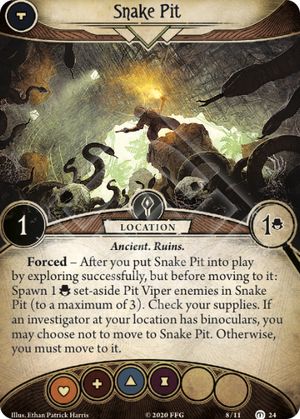 Snake Pit
1
1
LOCATION
Ancient. Ruins.
Forced – After you put Snake Pit into play
by exploring successfully, but before moving to it:
Spawn 1 set-aside Pit Viper enemies in Snake
Pit (to a maximum of 3). Check your supplies. If
an investigator at your location has binoculars, you
may choose not to move to Snake Pit. Otherwise,
you must move to it.
Illus. Ethan Patrick Harris
© 2020 FFG
8/11
24